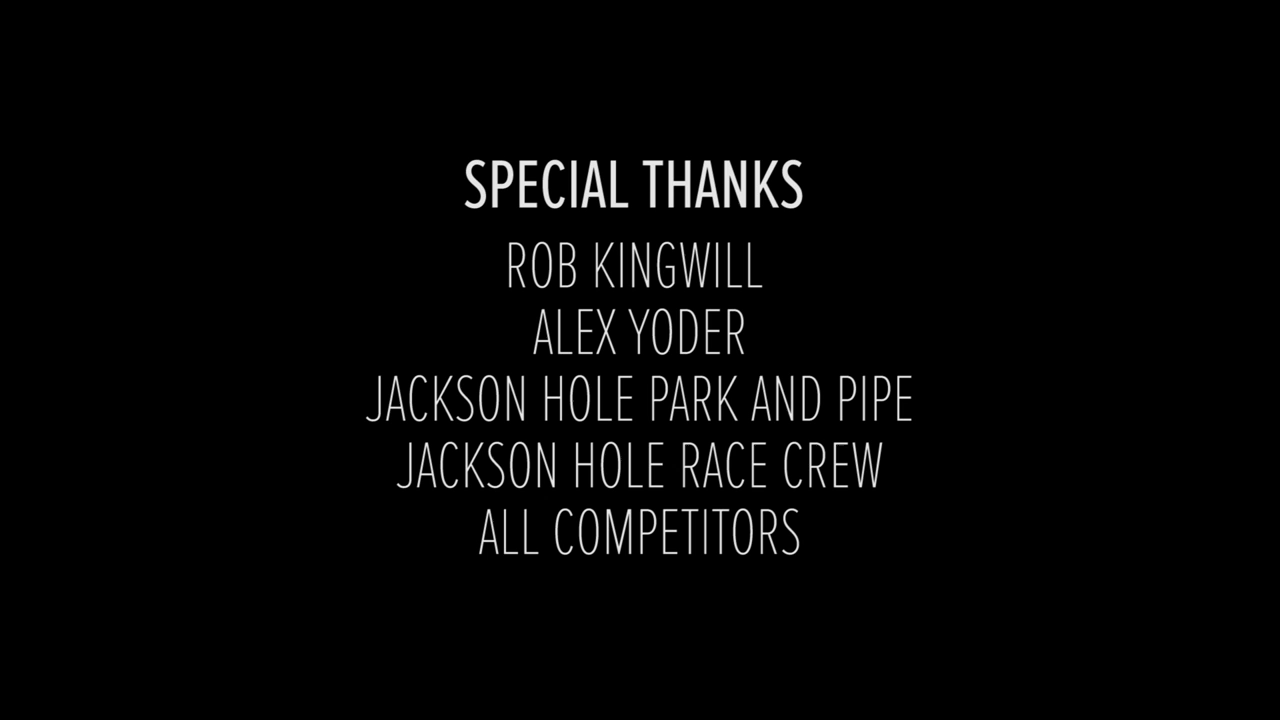 SPECIAL THANKS
ROB KINGWILL
ALEX YODER
JACKSON HOLE PARK AND PIPE
JACKSON HOLE RACE CREW
ALL COMPETITORS